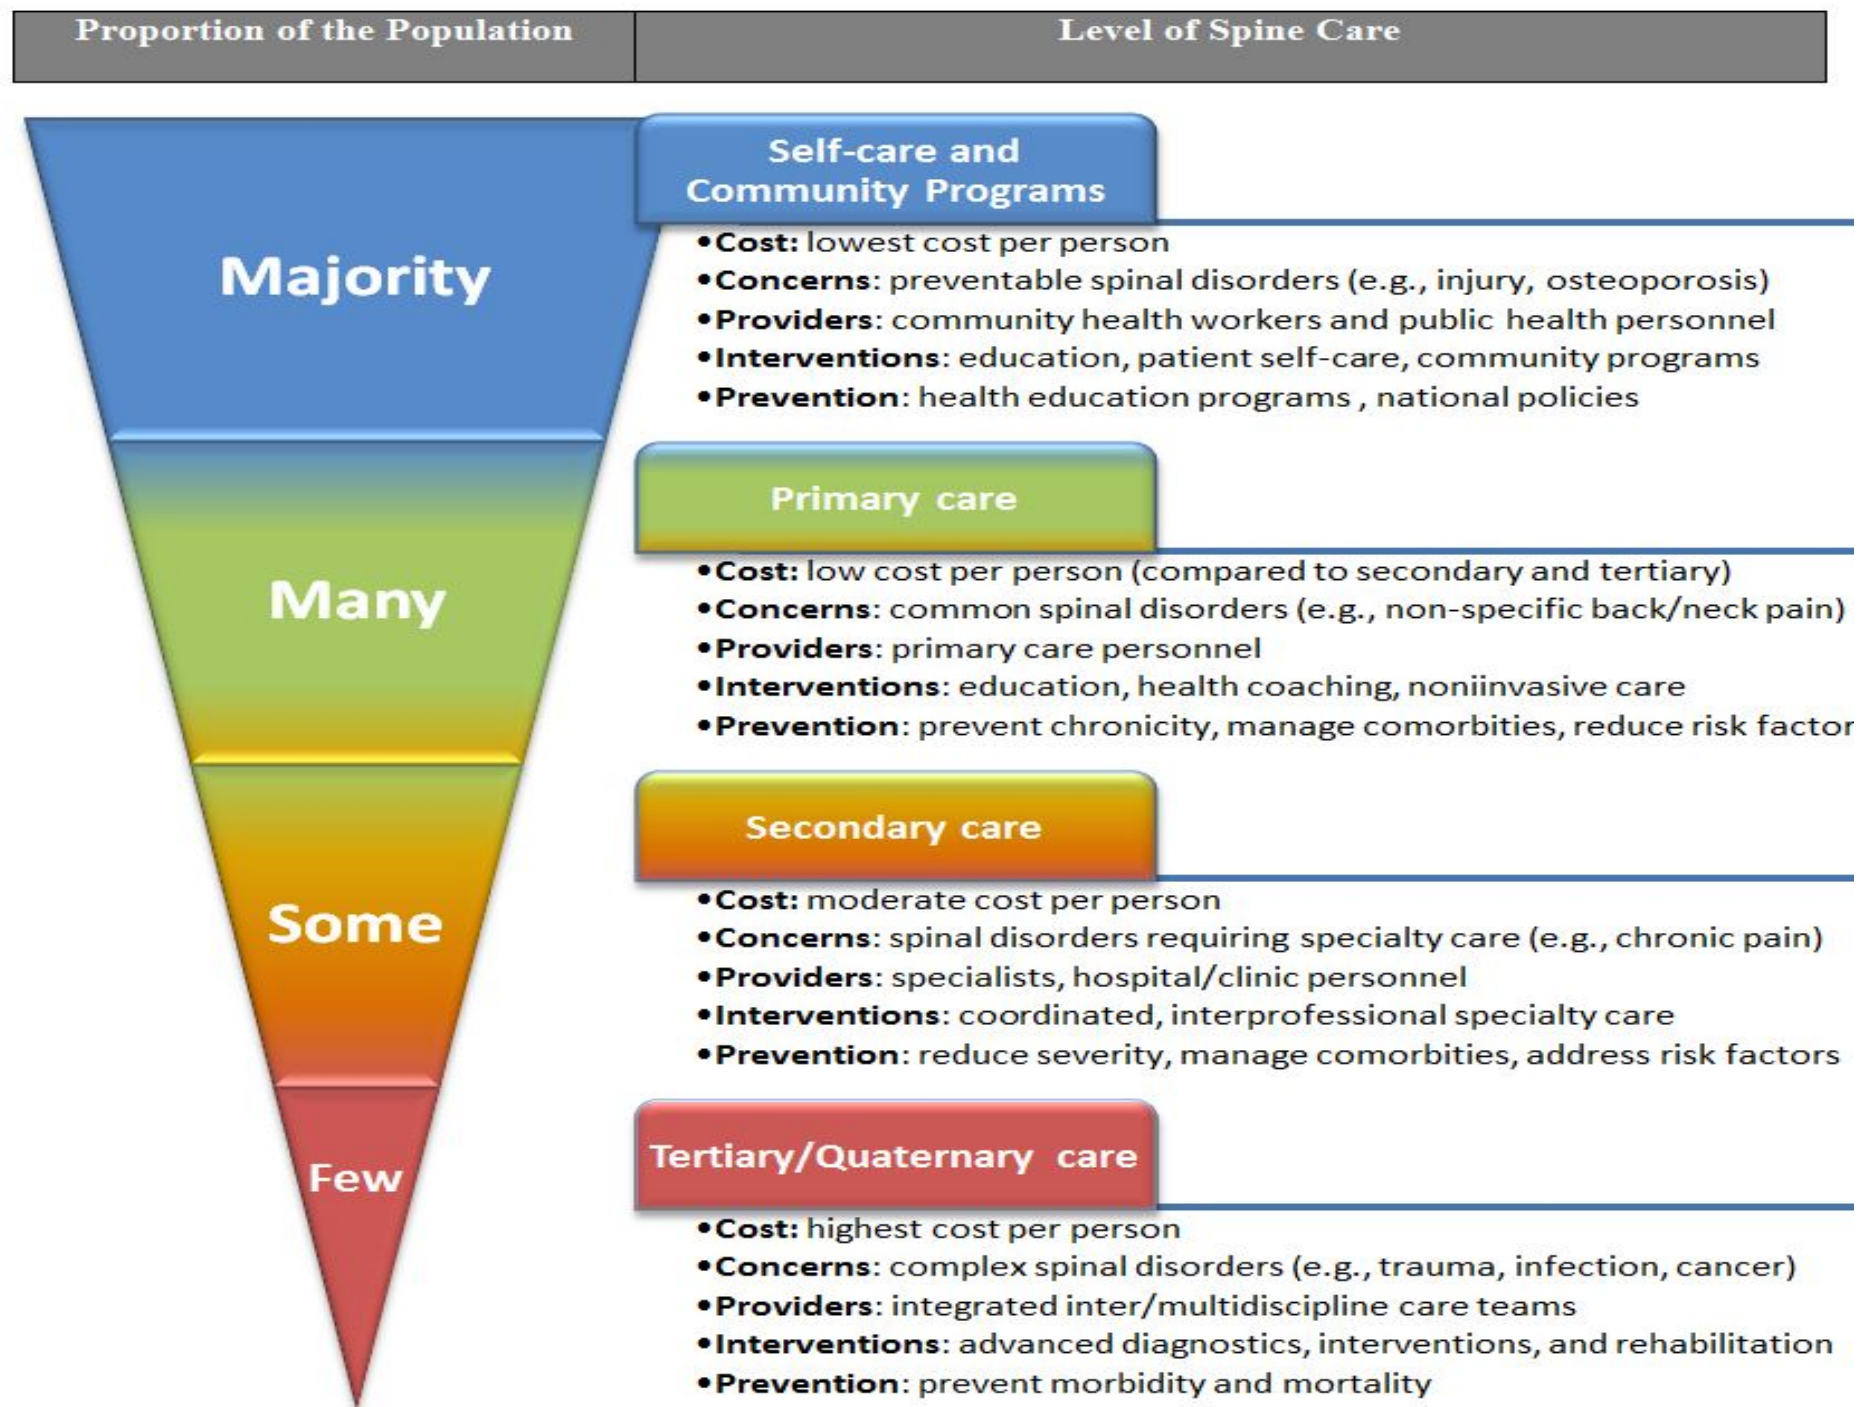 Proportion of the Population
Level of Spine Care
Majority
Self-care and
Community Programs
•Cost: lowest cost per person
•Concerns: preventable spinal disorders (e.g., injury, osteoporosis)
•Providers: community health workers and public health personnel
•Interventions: education, patient self-care, community programs
•Prevention: health education programs , national policies
Many
Primary care
•Cost: low cost per person (compared to secondary and tertiary)
•Concerns: common spinal disorders (e.g., non-specific back/neck pain)
•Providers: primary care personnel
•Interventions: education, health coaching, noniinvasive care
•Prevention: prevent chronicity, manage comorbities, reduce risk factor
Some
Secondary care
•Cost: moderate cost per person
•Concerns: spinal disorders requiring specialty care (e.g., chronic pain)
•Providers: specialists, hospital/clinic personnel
•Interventions: coordinated, interprofessional specialty care
•Prevention: reduce severity, manage comorbities, address risk factors
Few
Tertiary/Quaternary care
•Cost: highest cost per person
•Concerns: complex spinal disorders (e.g., trauma, infection, cancer)
•Providers: integrated inter/multidiscipline care teams
•Interventions: advanced diagnostics, interventions, and rehabilitation
•Prevention: prevent morbidity and mortality